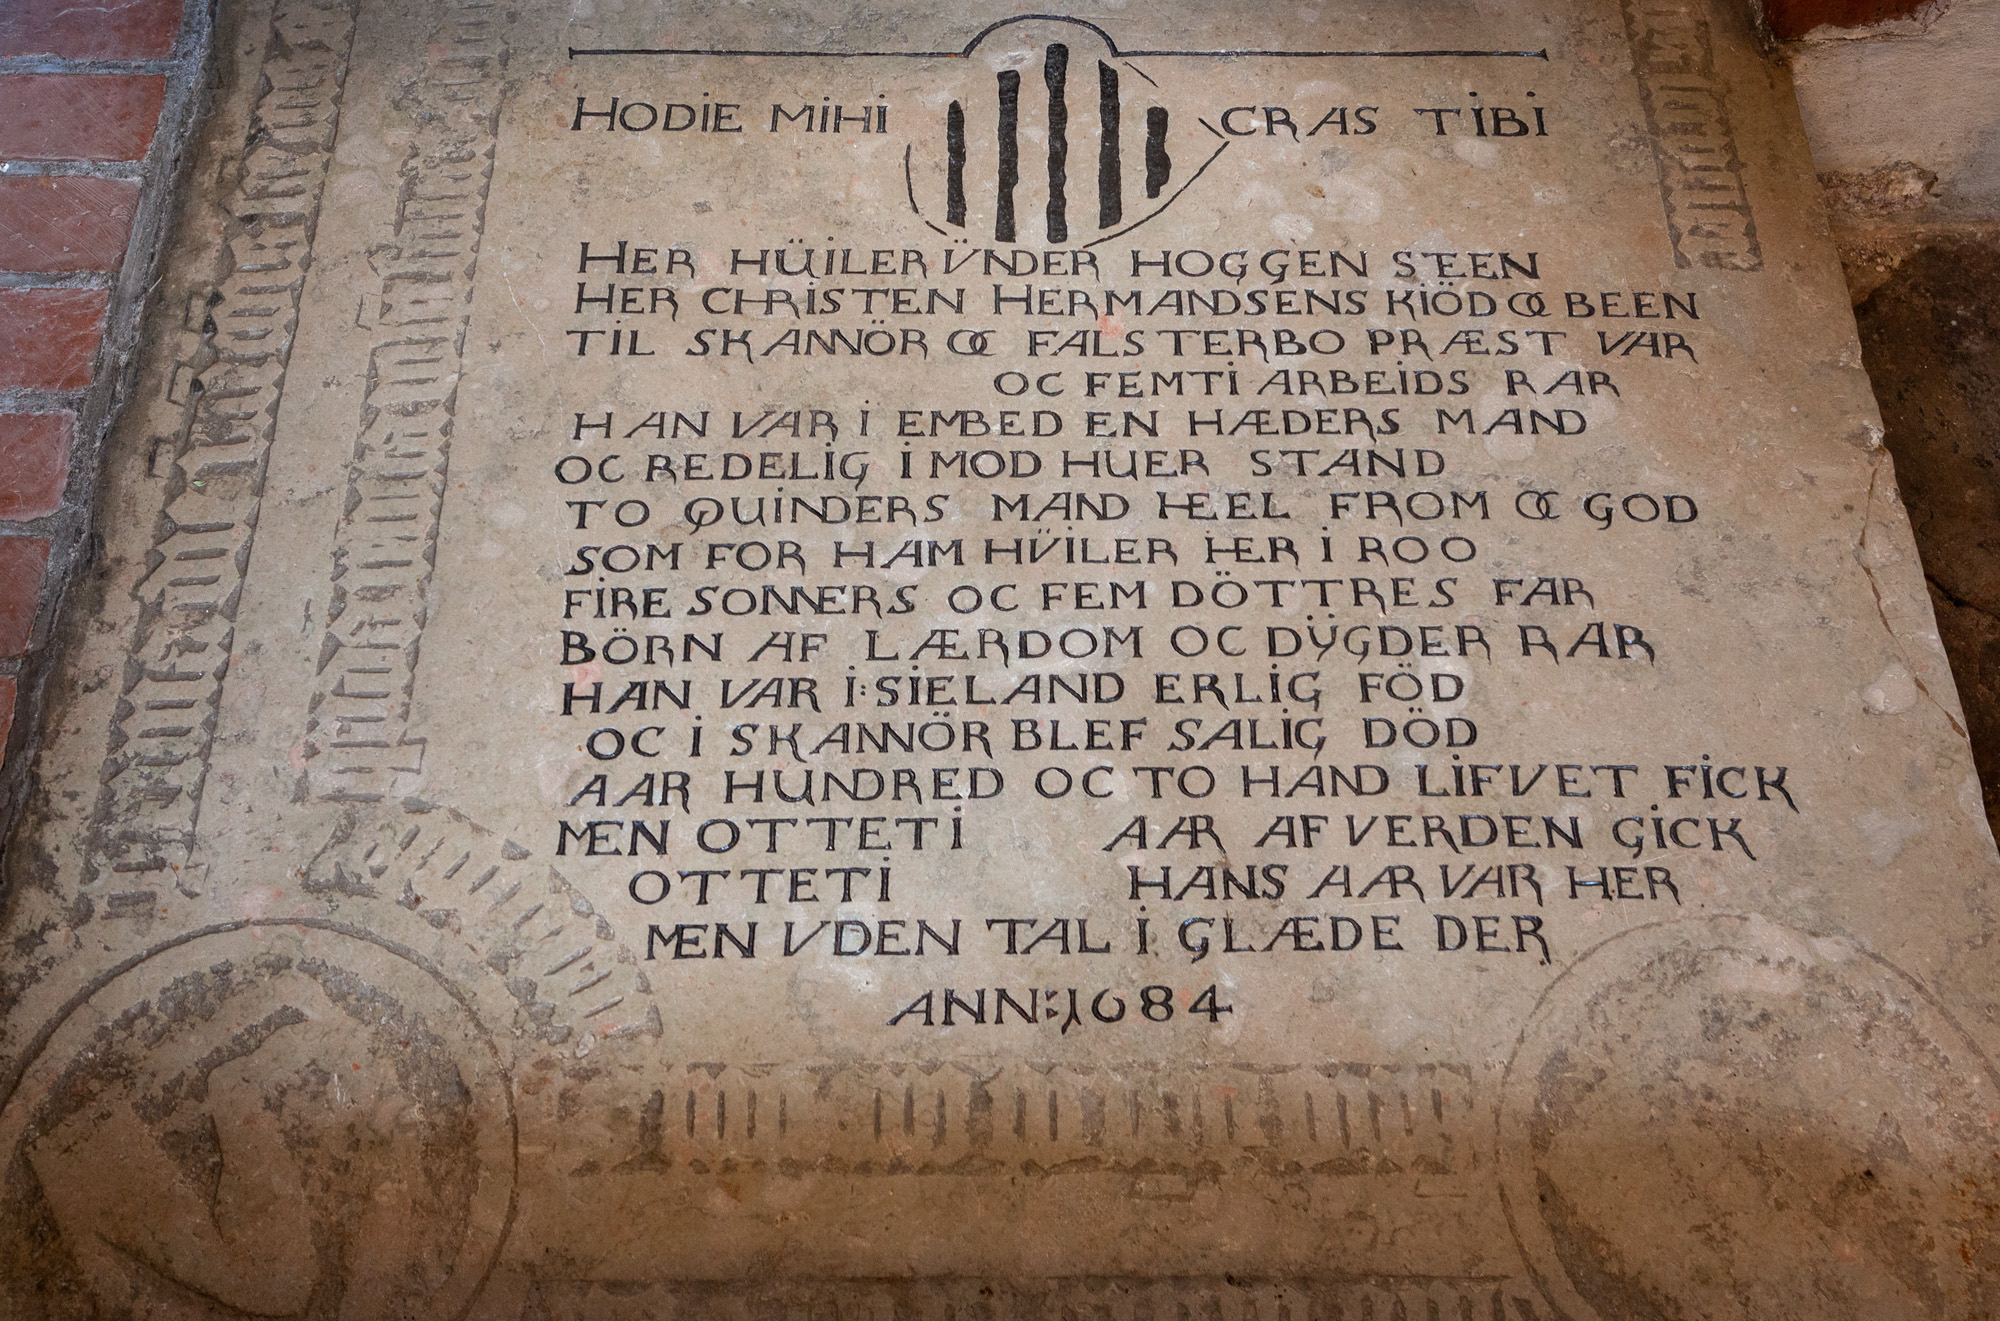 HODIE MIHI CRAS TIBI
HER HÜILER ÜNDER HOGGEN STEEN
HER CHRISTEN HERMANDSENS KIÖD OC BEEN
TIL SKANNÖR OC FALSTERBO PRÆST VAR
OC FEMTI ARBEIDS RAR
HAN VAR I EMBED EN HÆDERS MAND
OC REDELIG I MOD HUER STAND
TO QUINDERS MAND HEEL FROM OC GOD
SOM FOR HAM HÜILER HER I ROO
FIRE SONNERS OC FEM DÖTTRES FAR
BÖRN AF LÆRDOM OC DYGDER RAR
HAN VAR I:SIELAND ERLIG FÖD
OC I SKANNÖR BLEF SALIG DÖD
AAR HUNDRED OC TO HAND LIFVET FICK
MEN OTTETI AAR AF VERDEN GICK
OTTETI HANS AAR VAR HER
MEN VDEN TAL I GLÆDE DER
ANN:1684